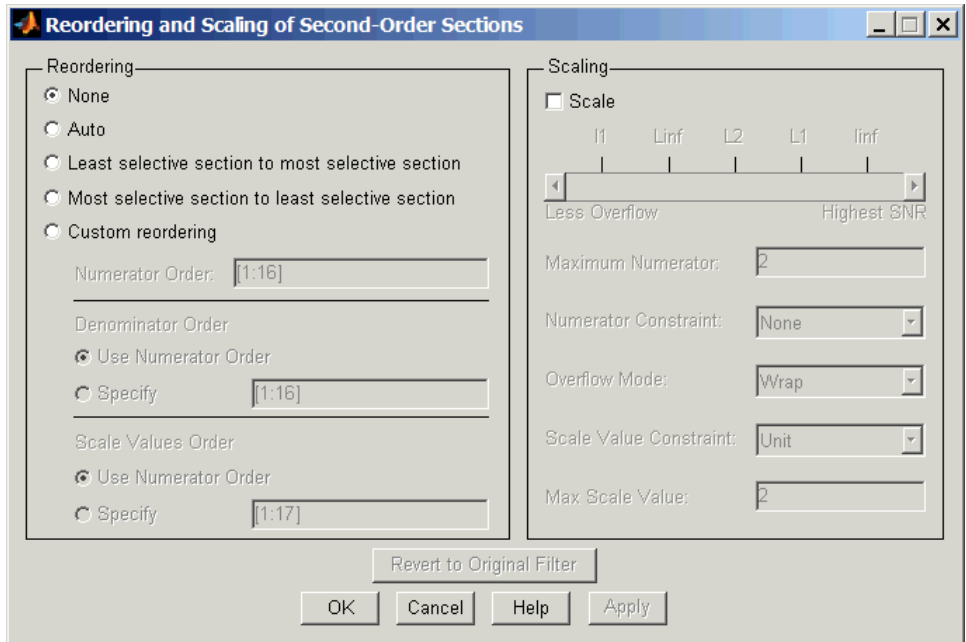 Reordering and Scaling of Second-Order Sections
Reordering
None
Auto
Least selective section to most selective section
Most selective section to least selective section
Custom reordering
Numerator Order: [1:16]
Denominator Order
Use Numerator Order
Specify [1:16]
Scale Values Order
Use Numerator Order
Specify [1:17]
Scaling
Scale
l1 Linf L2 L1 linf
Less Overflow Highest SNR
Maximum Numerator: 2
Numerator Constraint: None
Overflow Mode: Wrap
Scale Value Constraint: Unit
Max Scale Value: 2
Revert to Original Filter
OK Cancel Help Apply